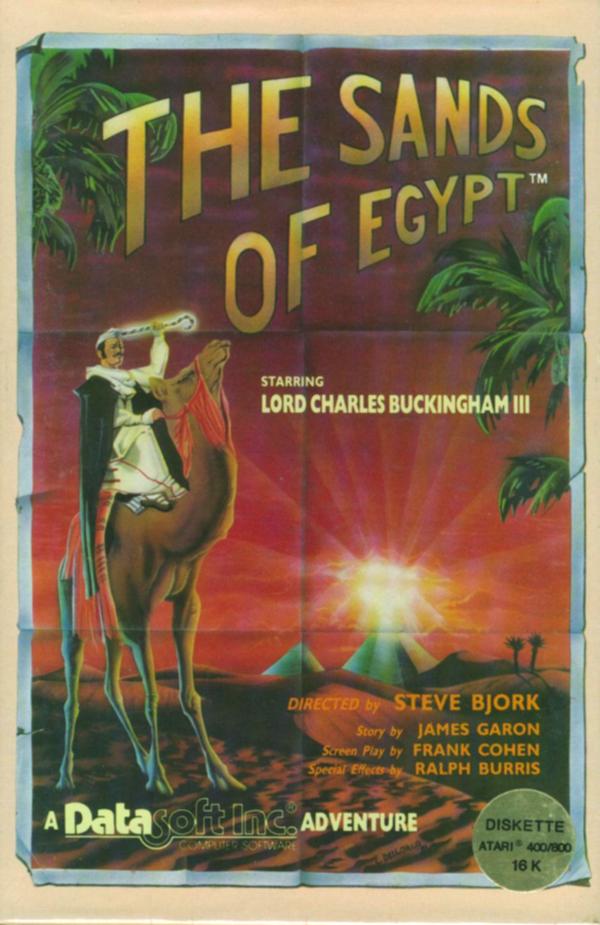 THE SANDS
OF EGYPT™
STARRING
LORD CHARLES BUCKINGHAM III
DIRECTED by STEVE BJORK
Story by JAMES GARON
Screen Play by FRANK COHEN
Special Effects by RALPH BURRIS
A Datasoft Inc.® ADVENTURE
COMPUTER SOFTWARE
DISKETTE
ATARI® 400/800
16 K